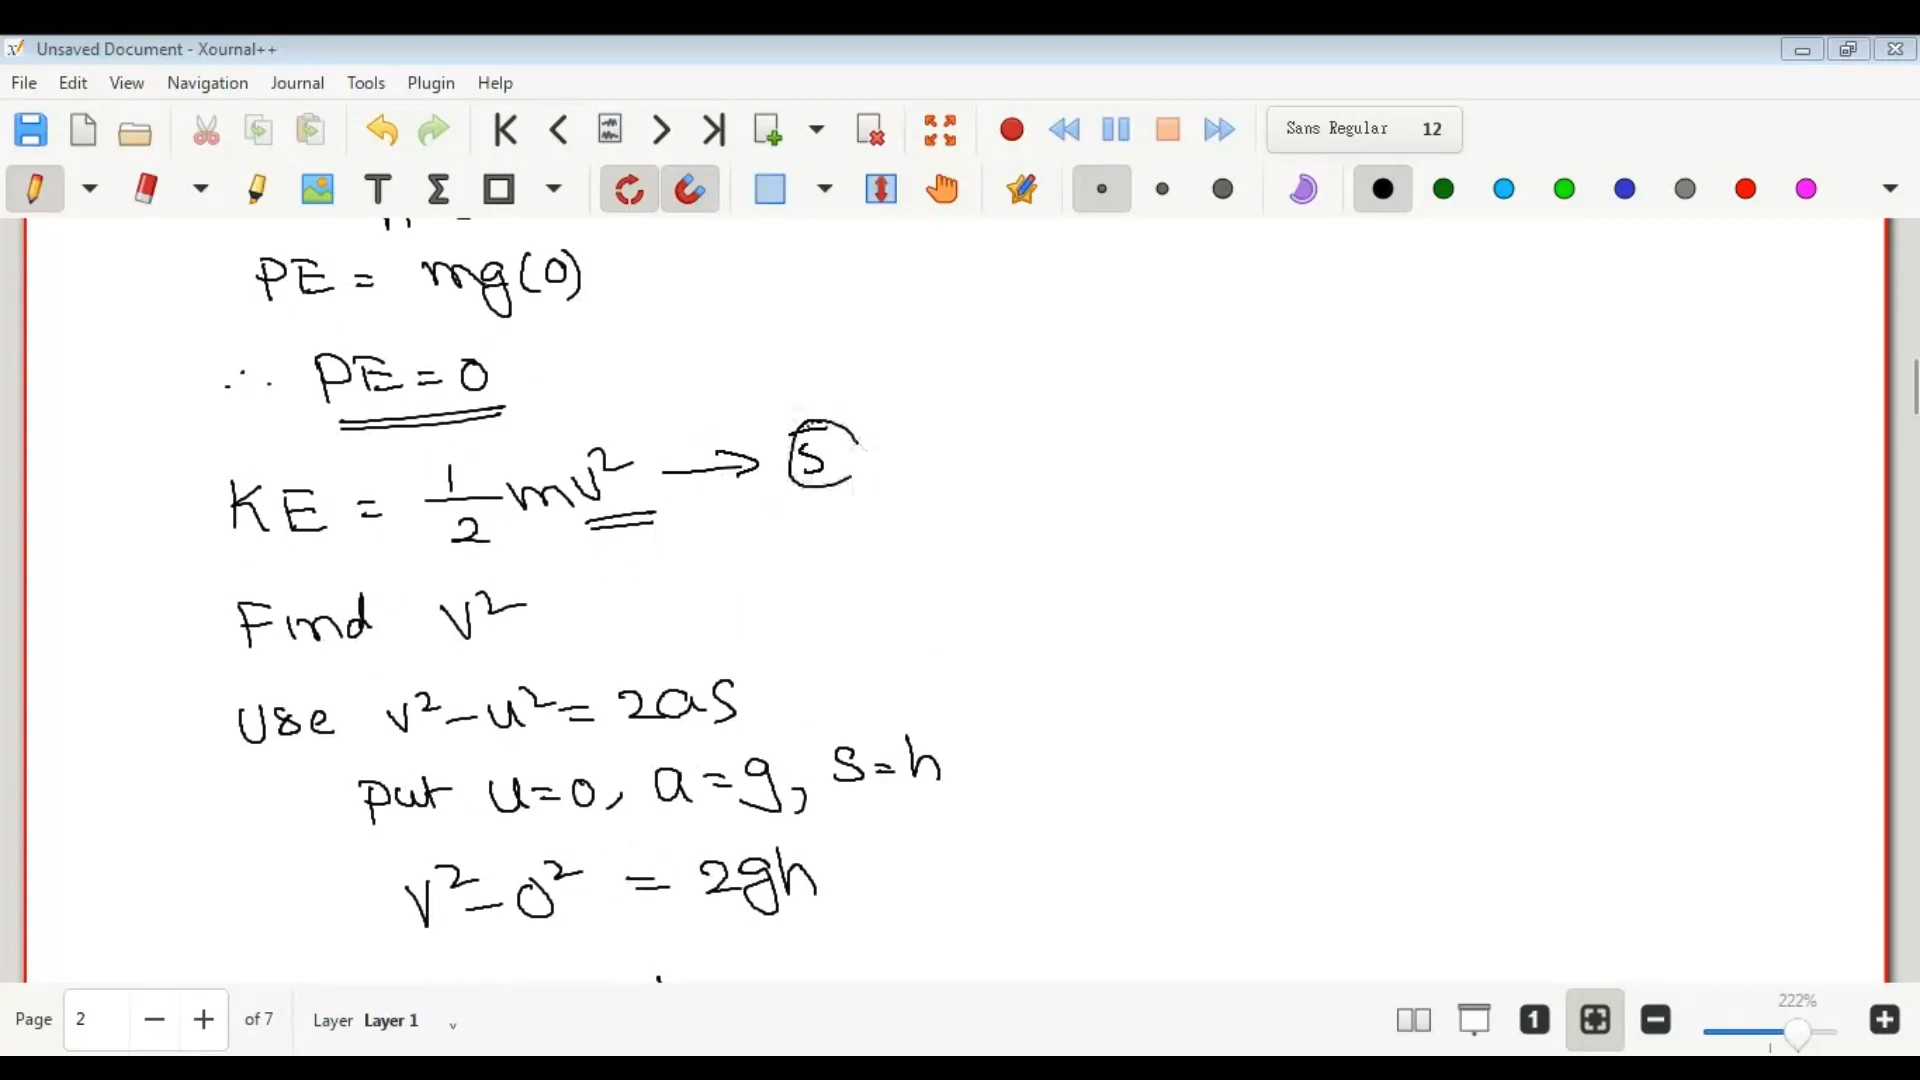 Unsaved Document - Xournal++
File Edit View Navigation Journal Tools Plugin Help
Sans Regular 12
PE = mg(0)
∴ PE = 0
KE = 1/2 mv² → 5
Find v²
Use v² - u² = 2as
put u=0, a=g, s=h
v² - 0² = 2gh
222%
Page 2 of 7 Layer Layer 1